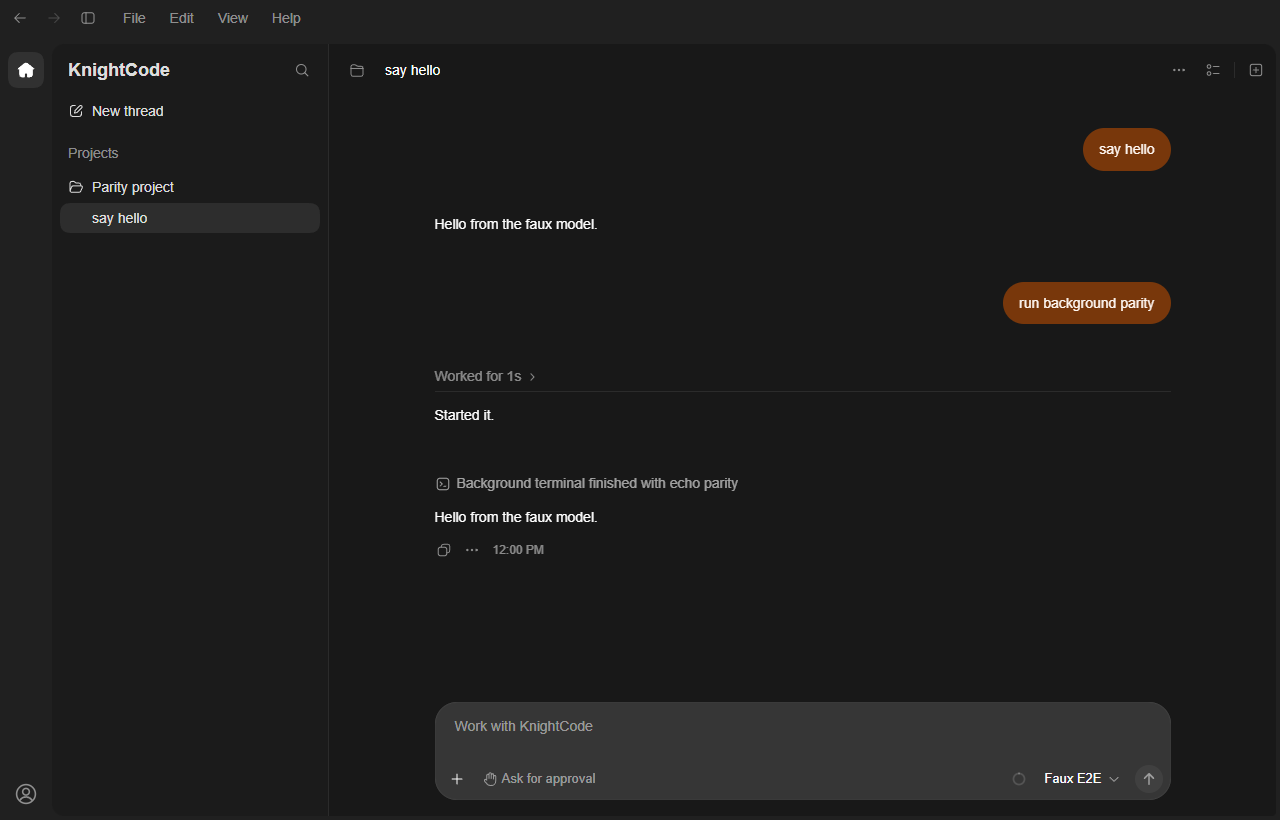 File Edit View Help
KnightCode
New thread
Projects
Parity project
say hello
say hello
say hello
Hello from the faux model.
run background parity
Worked for 1s
Started it.
Background terminal finished with echo parity
Hello from the faux model.
12:00 PM
Work with KnightCode
Ask for approval
Faux E2E